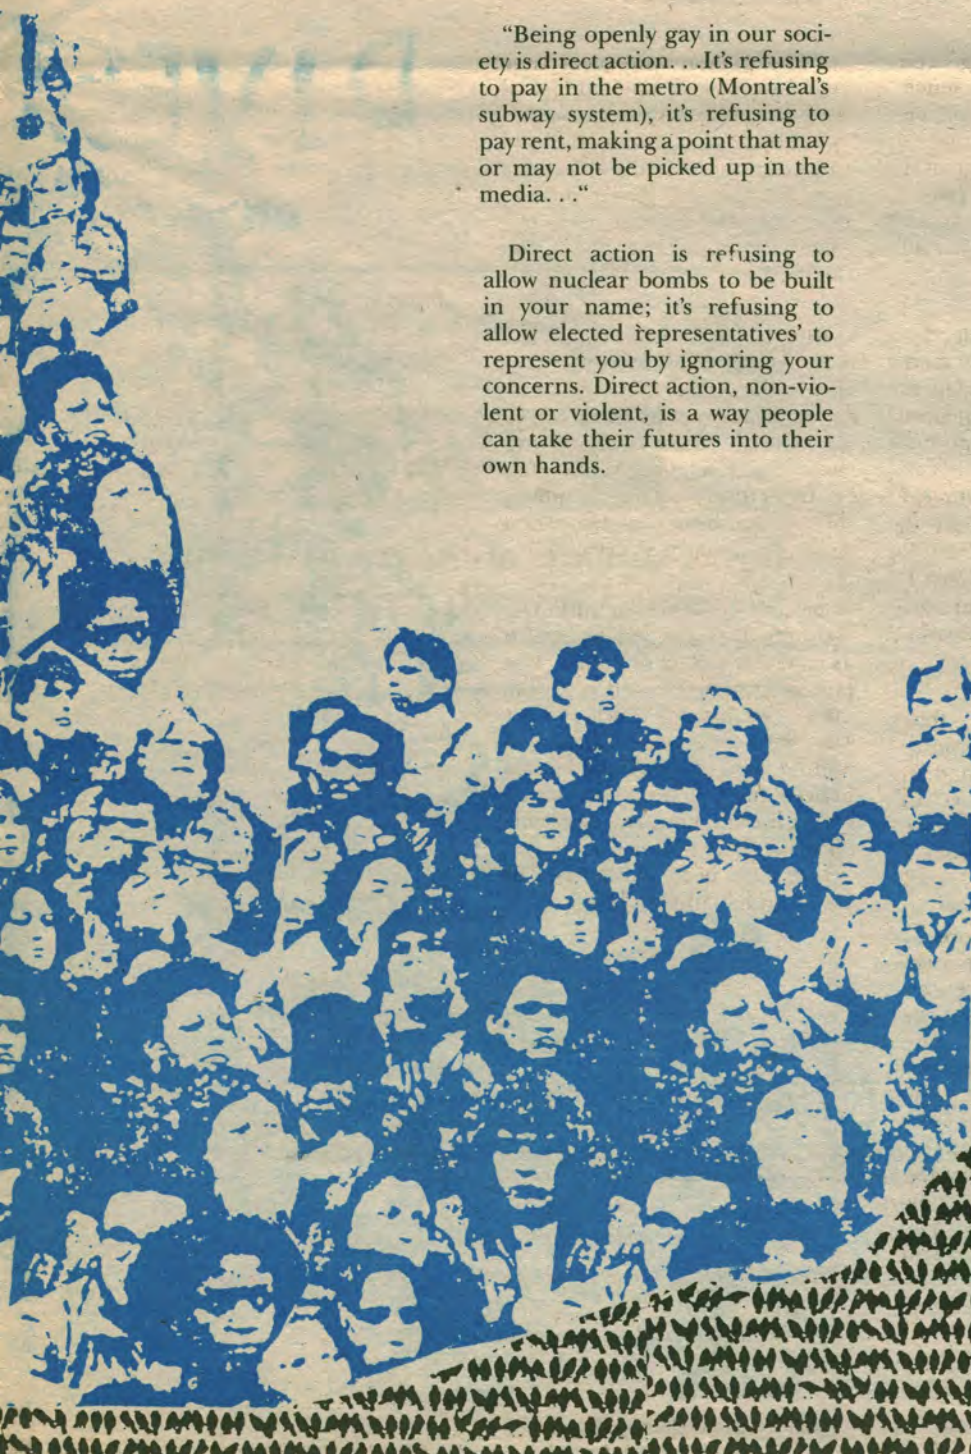 “Being openly gay in our soci-
ety is direct action. . .It's refusing
to pay in the metro (Montreal's
subway system), it's refusing to
pay rent, making a point that may
or may not be picked up in the
media. . .“
Direct action is refusing to
allow nuclear bombs to be built
in your name; it's refusing to
allow elected representatives’ to
represent you by ignoring your
concerns. Direct action, non-vio-
lent or violent, is a way people
can take their futures into their
own hands.